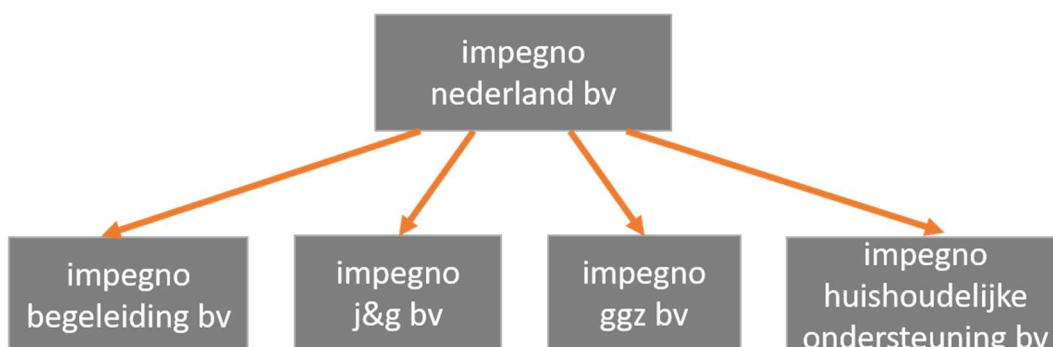 impegno
nederland bv
impegno
begeleiding bv
impegno
j&g bv
impegno
ggz bv
impegno
huishoudelijke
ondersteuning bv